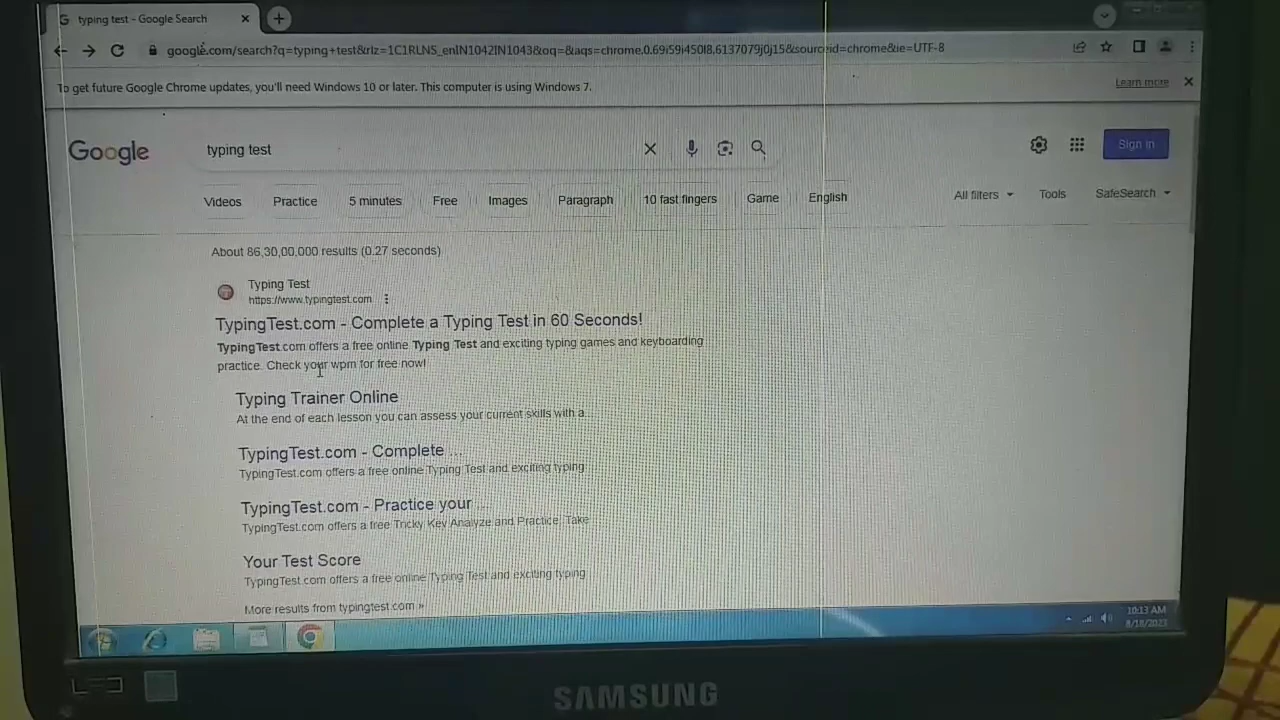 typing test - Google Search
google.com/search?q=typing+test&rlz=1C1RLNS_enIN1042IN1043&oq=&aqs=chrome.0.69i59i450l8.6137079j0j15&sourceid=chrome&ie=UTF-8
To get future Google Chrome updates, you'll need Windows 10 or later. This computer is using Windows 7.
Learn more
Google
typing test
Sign in
Videos
Practice
5 minutes
Free
Images
Paragraph
10 fast fingers
Game
English
All filters
Tools
SafeSearch
About 86,30,00,000 results (0.27 seconds)
Typing Test
https://www.typingtest.com
TypingTest.com - Complete a Typing Test in 60 Seconds!
TypingTest.com offers a free online Typing Test and exciting typing games and keyboarding
practice. Check your wpm for free now!
Typing Trainer Online
At the end of each lesson you can assess your current skills with a...
TypingTest.com - Complete ...
TypingTest.com offers a free online Typing Test and exciting typing
TypingTest.com - Practice your ...
TypingTest.com offers a free Tricky Key Analyze and Practice. Take
Your Test Score
TypingTest.com offers a free online Typing Test and exciting typing
More results from typingtest.com »
10:13 AM
8/18/2023
LED
SAMSUNG